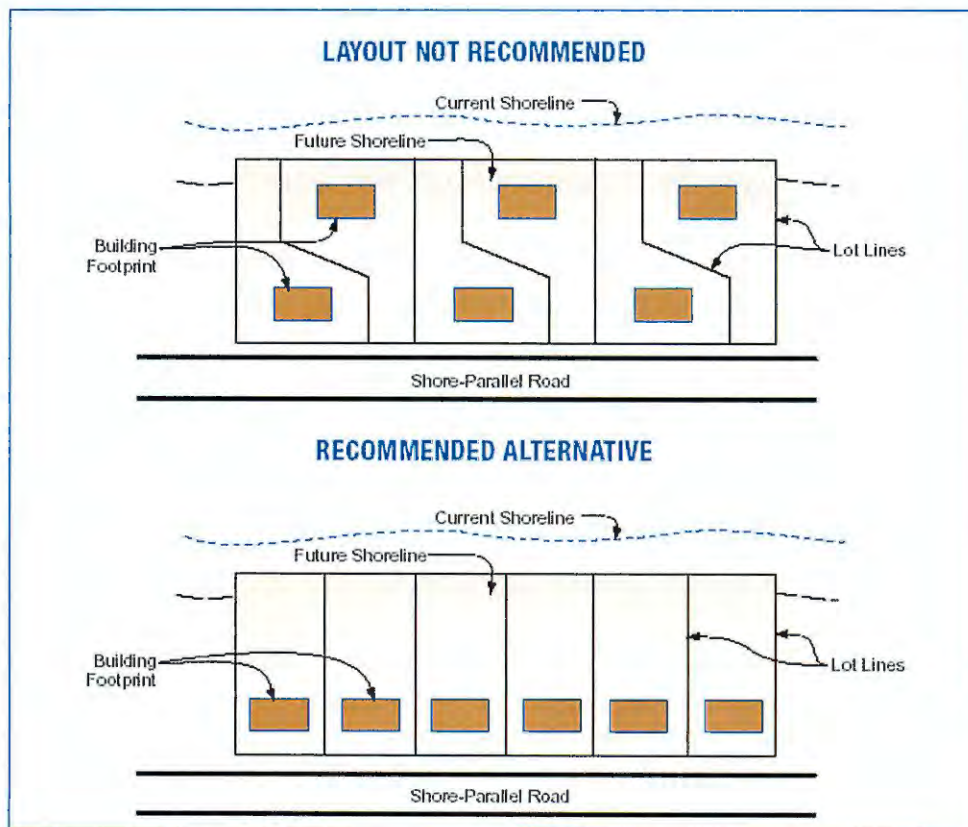 LAYOUT NOT RECOMMENDED
Current Shoreline
Future Shoreline
Building
Footprint
Lot Lines
Shore-Parallel Road
RECOMMENDED ALTERNATIVE
Current Shoreline
Future Shoreline
Building
Footprint
Lot Lines
Shore-Parallel Road